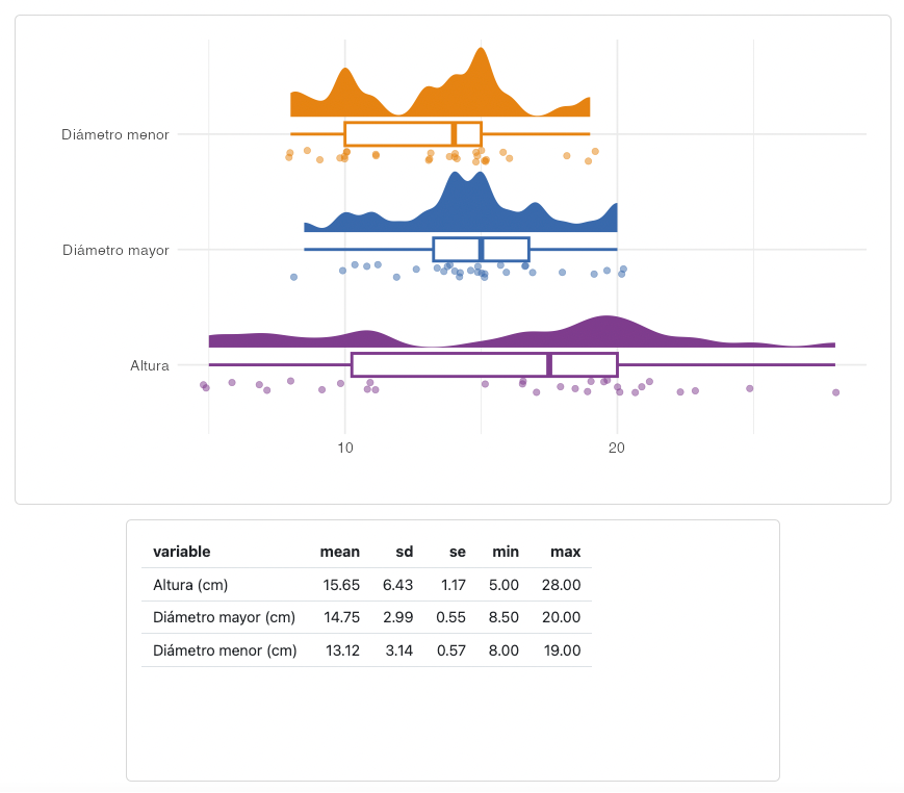 Diámetro menor
Diámetro mayor
Altura
10 20
variable mean sd se min max
Altura (cm) 15.65 6.43 1.17 5.00 28.00
Diámetro mayor (cm) 14.75 2.99 0.55 8.50 20.00
Diámetro menor (cm) 13.12 3.14 0.57 8.00 19.00